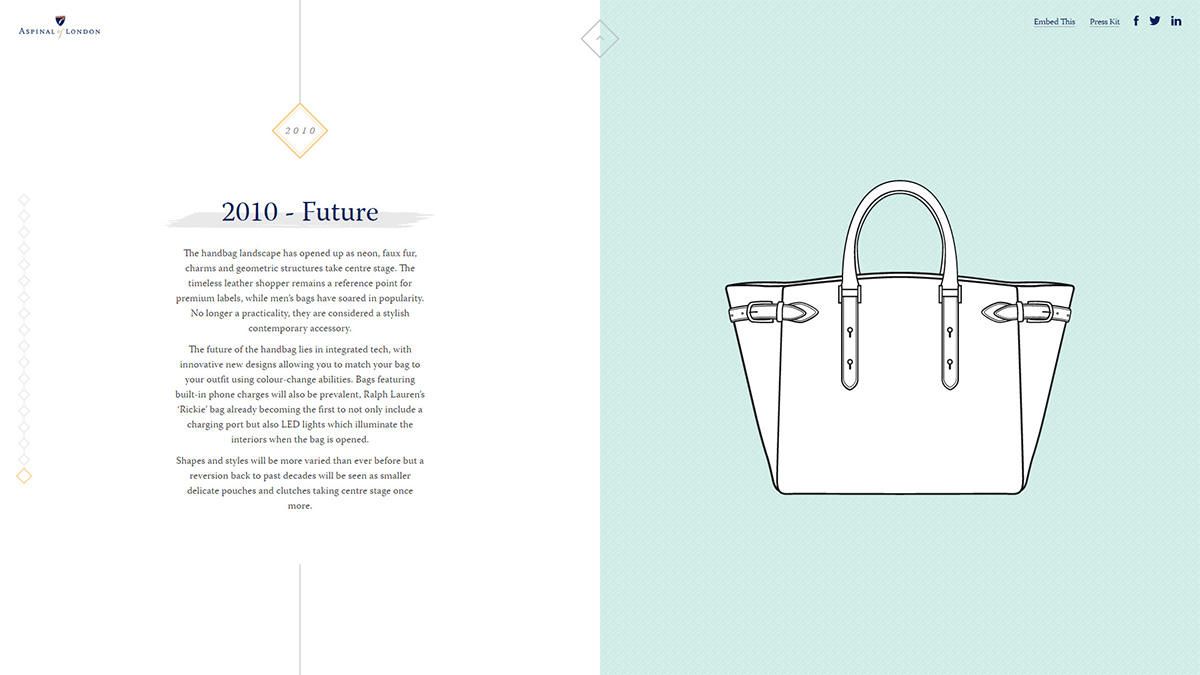 ASPINAL of LONDON
Embed This
Press Kit
2010
2010 - Future
The handbag landscape has opened up as neon, faux fur,
charms and geometric structures take centre stage. The
timeless leather shopper remains a reference point for
premium labels, while men's bags have soared in popularity.
No longer a practicality, they are considered a stylish
contemporary accessory.
The future of the handbag lies in integrated tech, with
innovative new designs allowing you to match your bag to
your outfit using colour-change abilities. Bags featuring
built-in phone charges will also be prevalent, Ralph Lauren's
'Rickie' bag already becoming the first to not only include a
charging port but also LED lights which illuminate the
interiors when the bag is opened.
Shapes and styles will be more varied than ever before but a
reversion back to past decades will be seen as smaller
delicate pouches and clutches taking centre stage once
more.